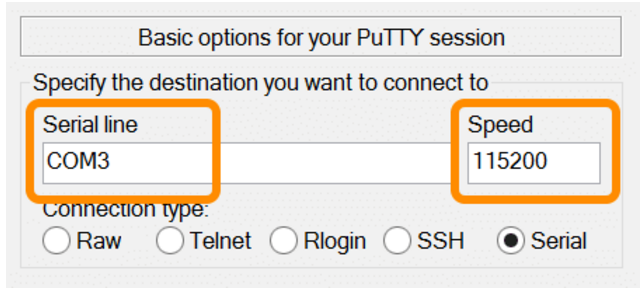 Basic options for your PuTTY session
Specify the destination you want to connect to
Serial line Speed
COM3 115200
Connection type:
Raw Telnet Rlogin SSH Serial